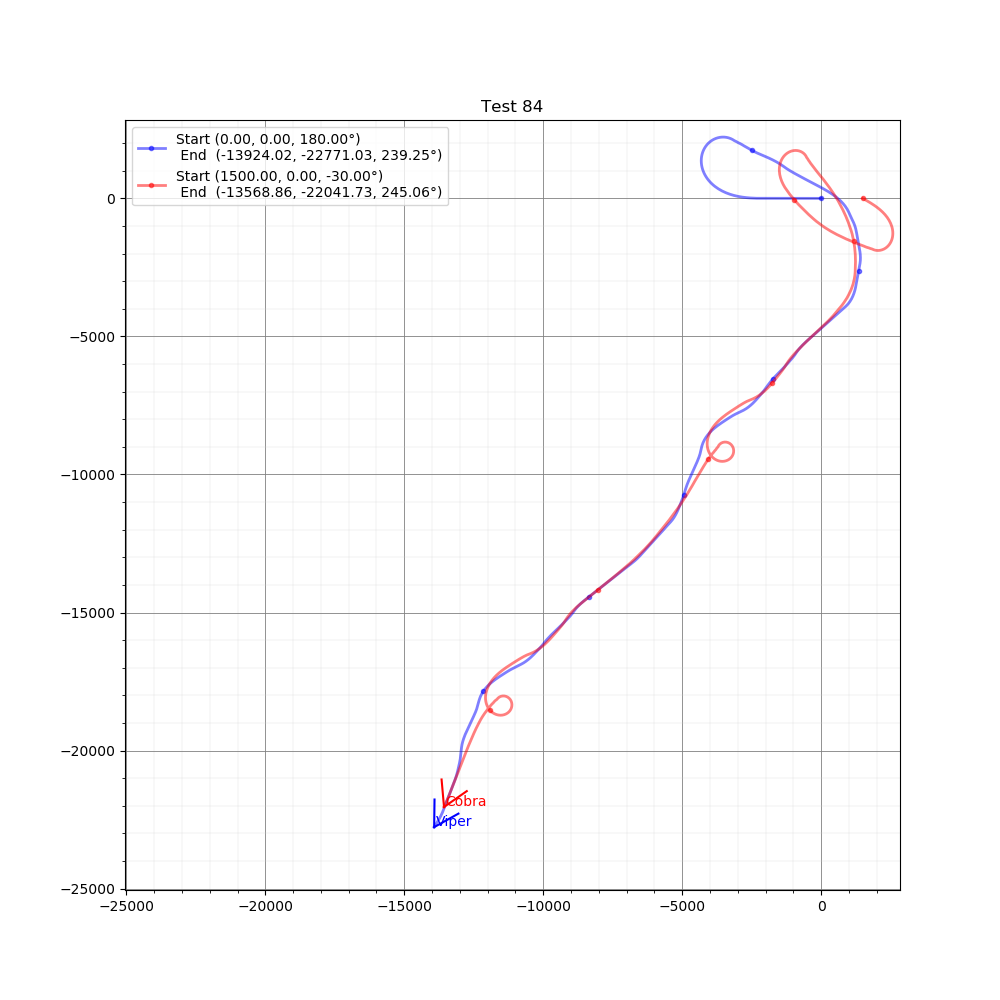 Test 84
Start (0.00, 0.00, 180.00°)
End  (-13924.02, -22771.03, 239.25°)
Start (1500.00, 0.00, -30.00°)
End  (-13568.86, -22041.73, 245.06°)
0
−5000
−10000
−15000
−20000
−25000
Cobra
Viper
−25000 −20000 −15000 −10000 −5000 0